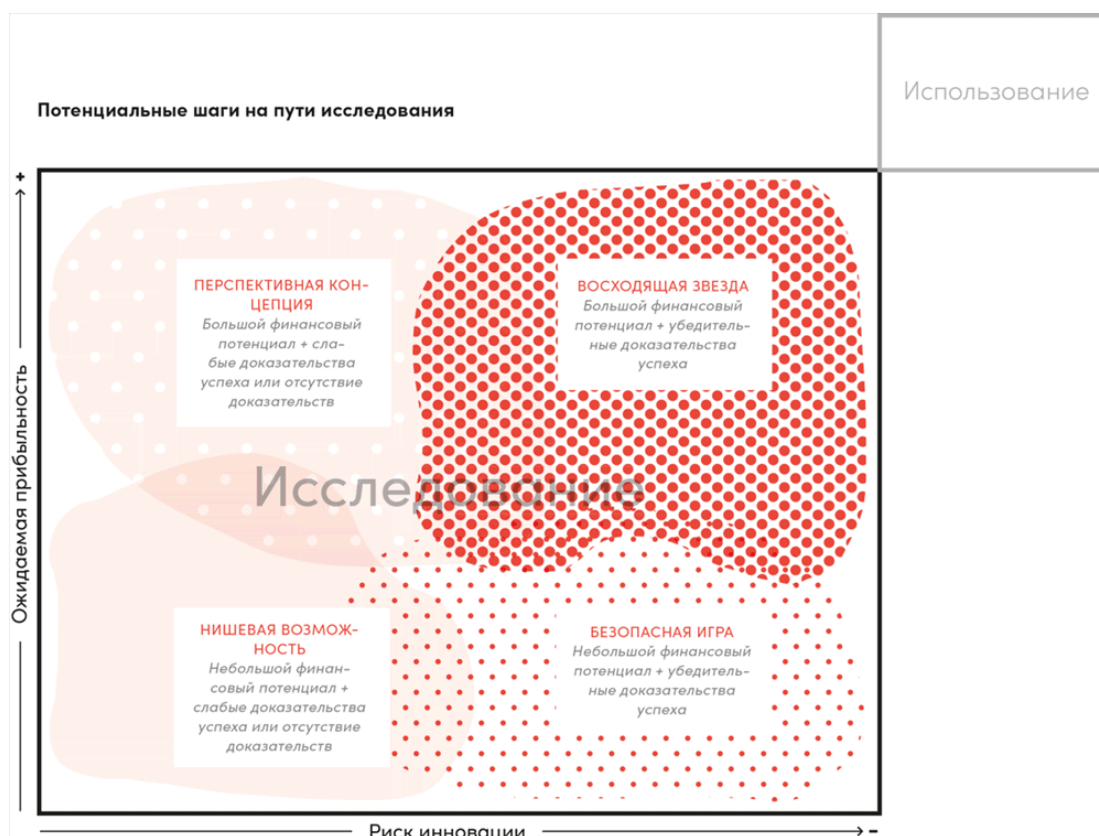 Использование
Потенциальные шаги на пути исследования
+
Ожидаемая прибыльность
ПЕРСПЕКТИВНАЯ КОН-
ЦЕПЦИЯ
Большой финансовый
потенциал + сла-
бые доказательства
успеха или отсутствие
доказательств
ВОСХОДЯЩАЯ ЗВЕЗДА
Большой финансовый
потенциал + убедитель-
ные доказательства
успеха
Исследование
НИШЕВАЯ ВОЗМОЖ-
НОСТЬ
Небольшой финан-
совый потенциал +
слабые доказательства
успеха или отсутствие
доказательств
БЕЗОПАСНАЯ ИГРА
Небольшой финансовый
потенциал + убедитель-
ные доказательства
успеха
Риск инновации
-